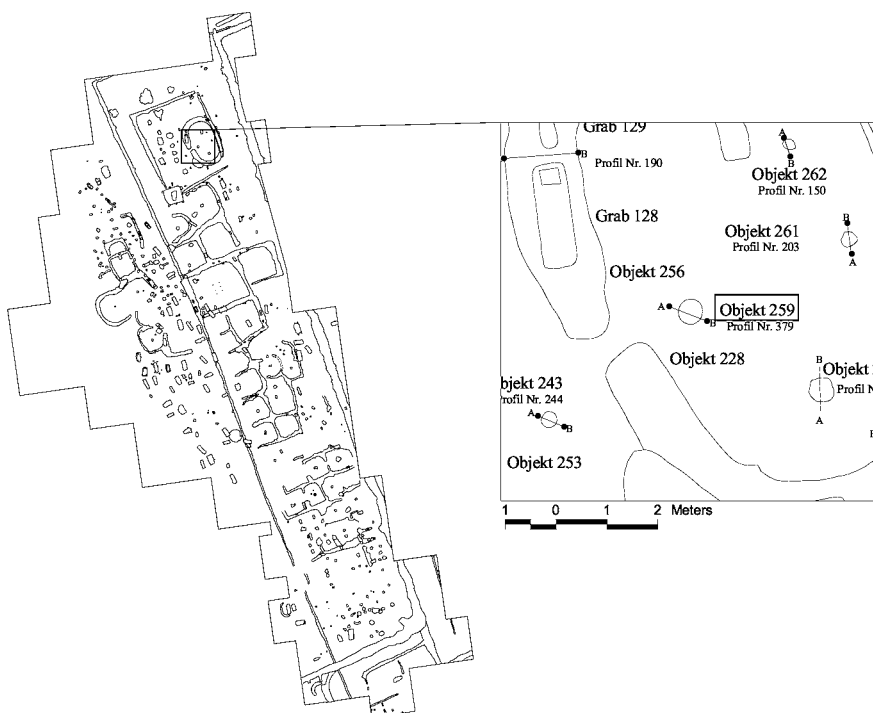 Grab 129
B
Profil Nr. 190
A
B
Objekt 262
Profil Nr. 150
Grab 128
B
Objekt 261
Profil Nr. 203
A
Objekt 256
A
B
Objekt 259
Profil Nr. 379
Objekt 228
B
Objekt
A
bjekt 243
rofil Nr. 244
A
B
Objekt 253
1 0 1 2 Meters